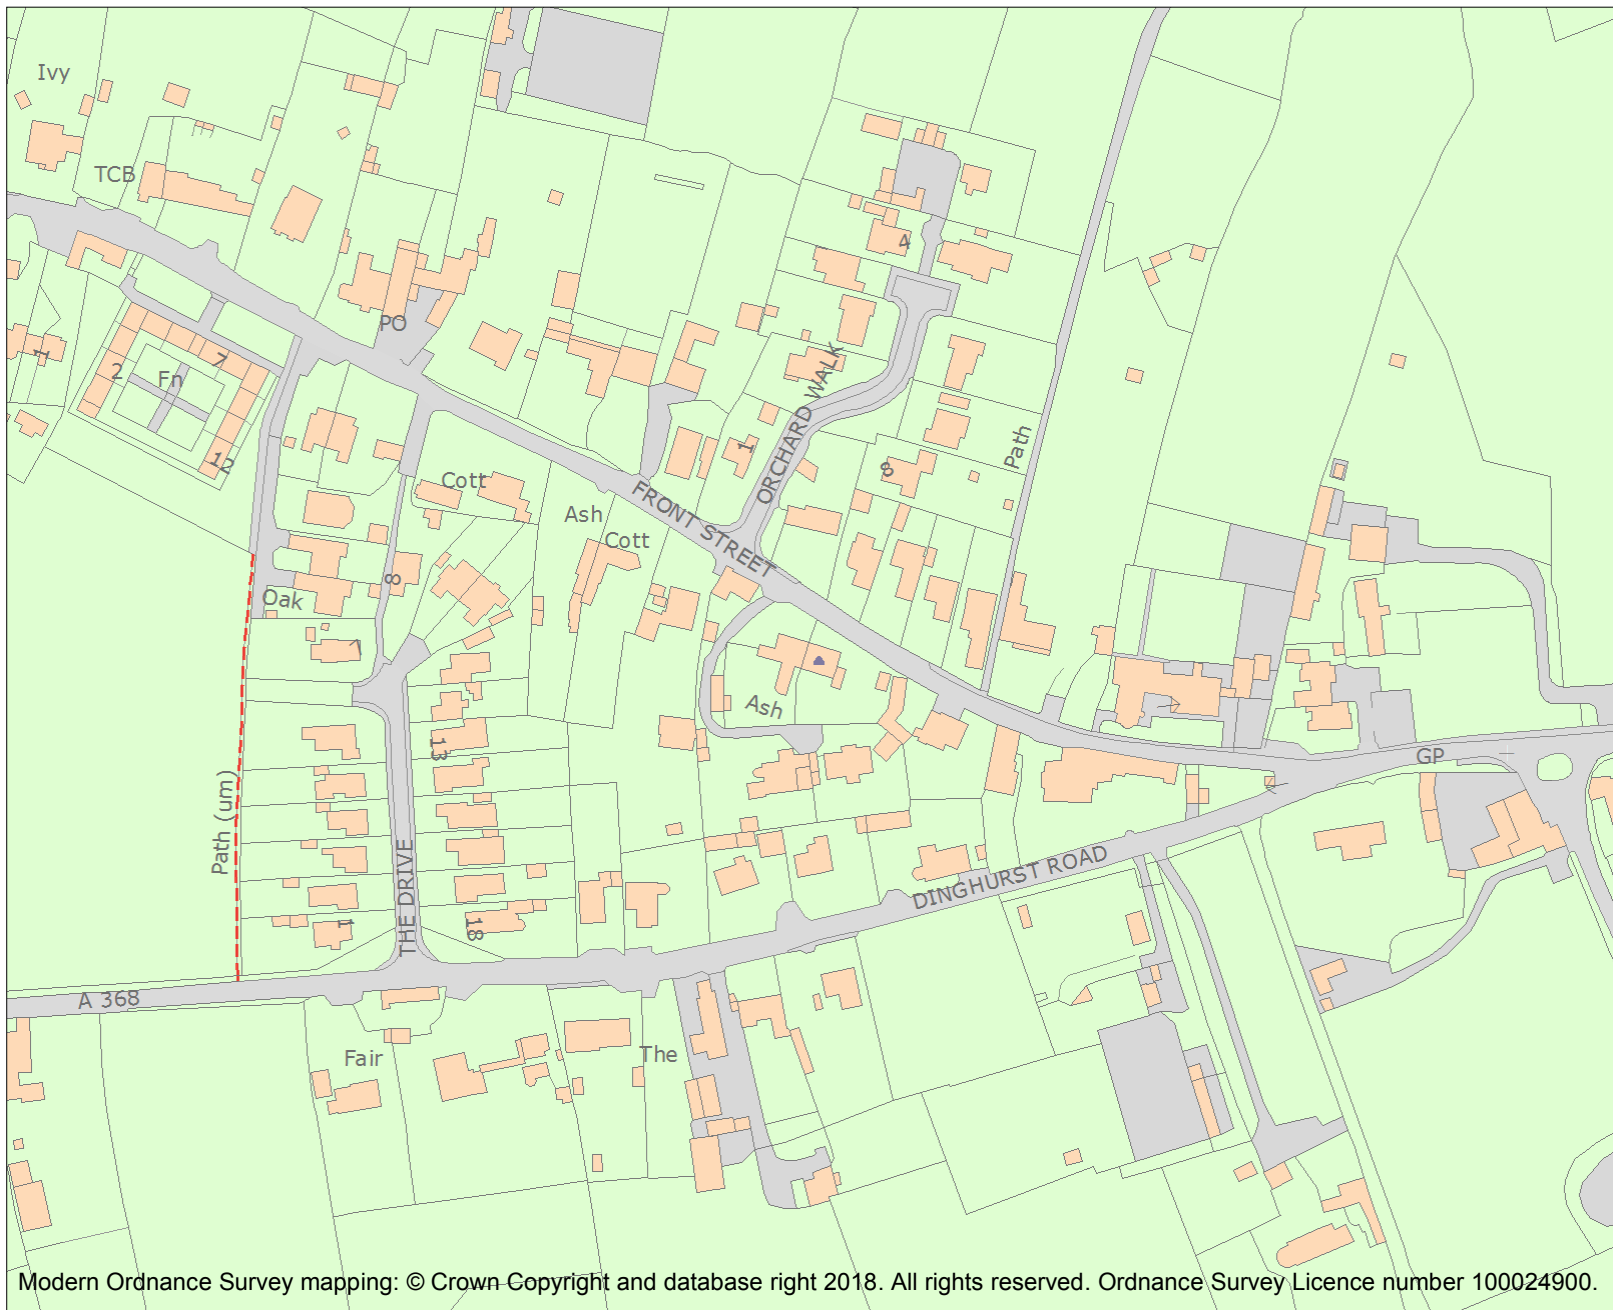 Ivy
TCB
PO
4
1
2
7
Fn
12
ORCHARD WALK
1
Path
8
Cott
FRONT STREET
Ash
Cott
8
Oak
7
Ash
7
13
GP
Path (um)
THE DRIVE
DINGHURST ROAD
1
18
A 368
Fair
The
Modern Ordnance Survey mapping: © Crown Copyright and database right 2018. All rights reserved. Ordnance Survey Licence number 100024900.